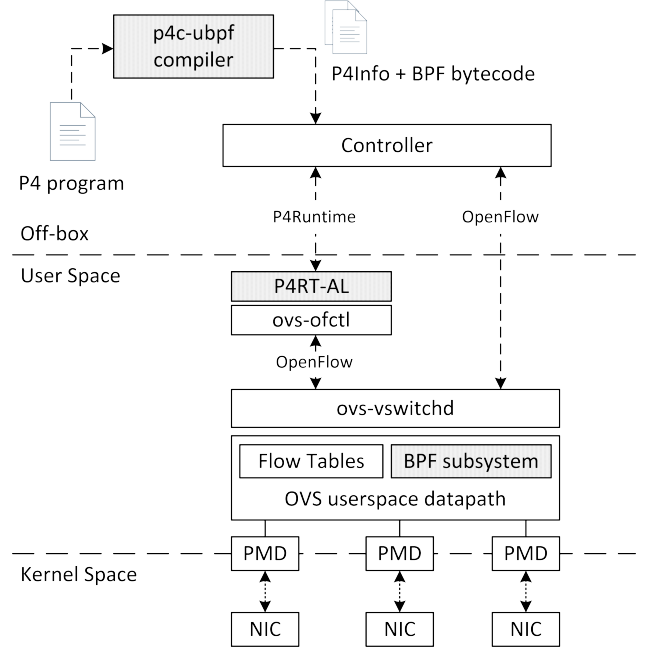 p4c-ubpf
compiler
P4Info + BPF bytecode
P4 program
Controller
P4Runtime
OpenFlow
Off-box
User Space
P4RT-AL
ovs-ofctl
OpenFlow
ovs-vswitchd
Flow Tables
BPF subsystem
OVS userspace datapath
PMD
PMD
PMD
Kernel Space
NIC
NIC
NIC